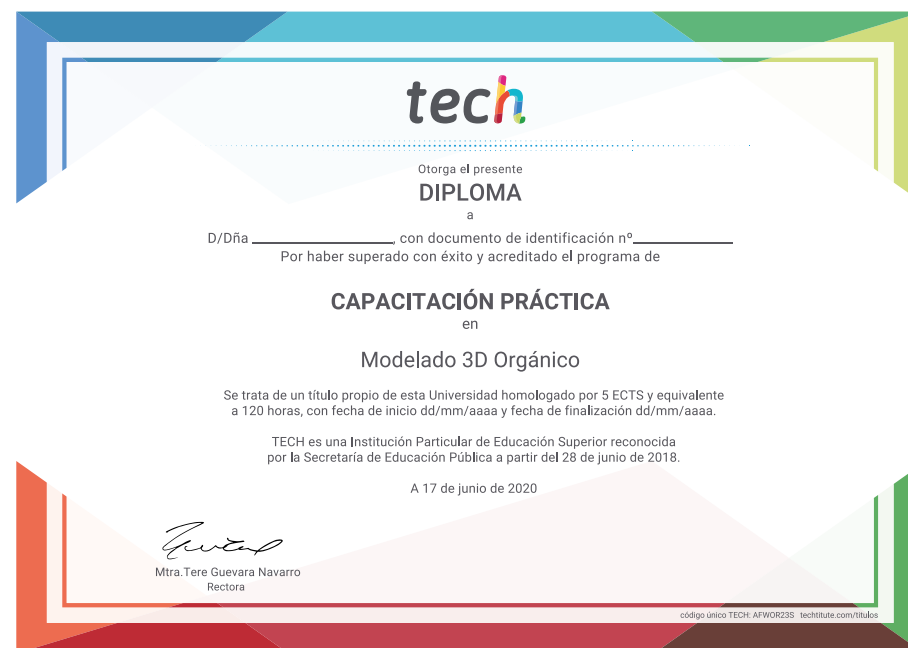 tech
Otorga el presente
DIPLOMA
a
D/Dña ____________________, con documento de identificación nº______________
Por haber superado con éxito y acreditado el programa de
CAPACITACIÓN PRÁCTICA
en
Modelado 3D Orgánico
Se trata de un título propio de esta Universidad homologado por 5 ECTS y equivalente
a 120 horas, con fecha de inicio dd/mm/aaaa y fecha de finalización dd/mm/aaaa.
TECH es una Institución Particular de Educación Superior reconocida
por la Secretaría de Educación Pública a partir del 28 de junio de 2018.
A 17 de junio de 2020
Mtra.Tere Guevara Navarro
Rectora
código único TECH: AFWOR23S techtitute.com/titulos